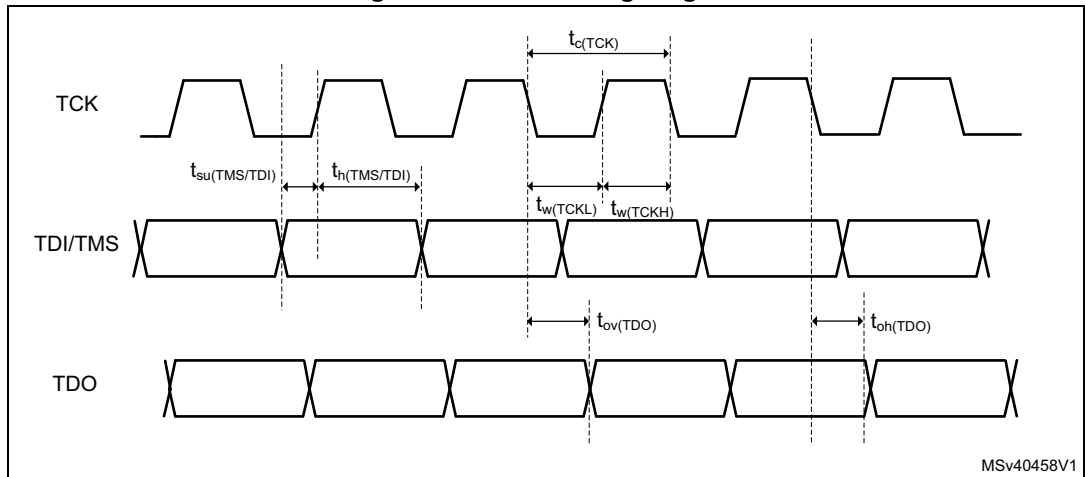 t_c(TCK)
TCK
t_su(TMS/TDI)
t_h(TMS/TDI)
t_w(TCKL)
t_w(TCKH)
TDI/TMS
t_ov(TDO)
t_oh(TDO)
TDO
MSv40458V1